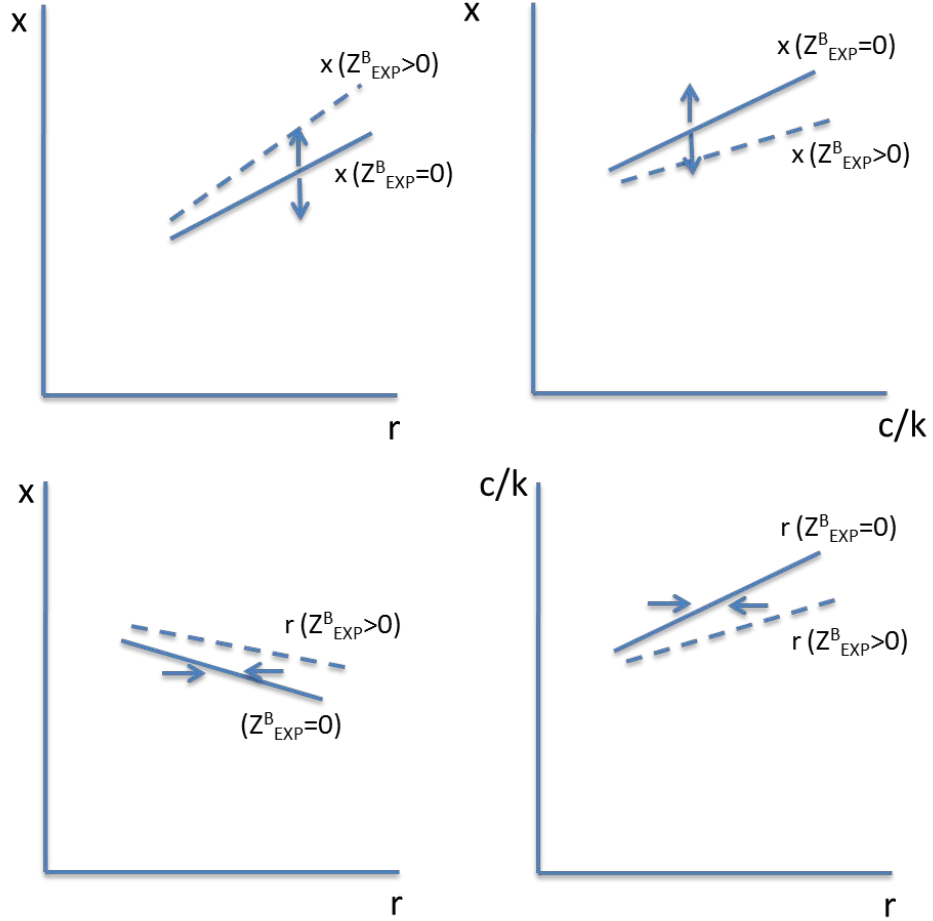 x
x (Z^B_EXP>0)
x (Z^B_EXP=0)
r
x
x (Z^B_EXP=0)
x (Z^B_EXP>0)
c/k
x
r (Z^B_EXP>0)
(Z^B_EXP=0)
r
c/k
r (Z^B_EXP=0)
r (Z^B_EXP>0)
r